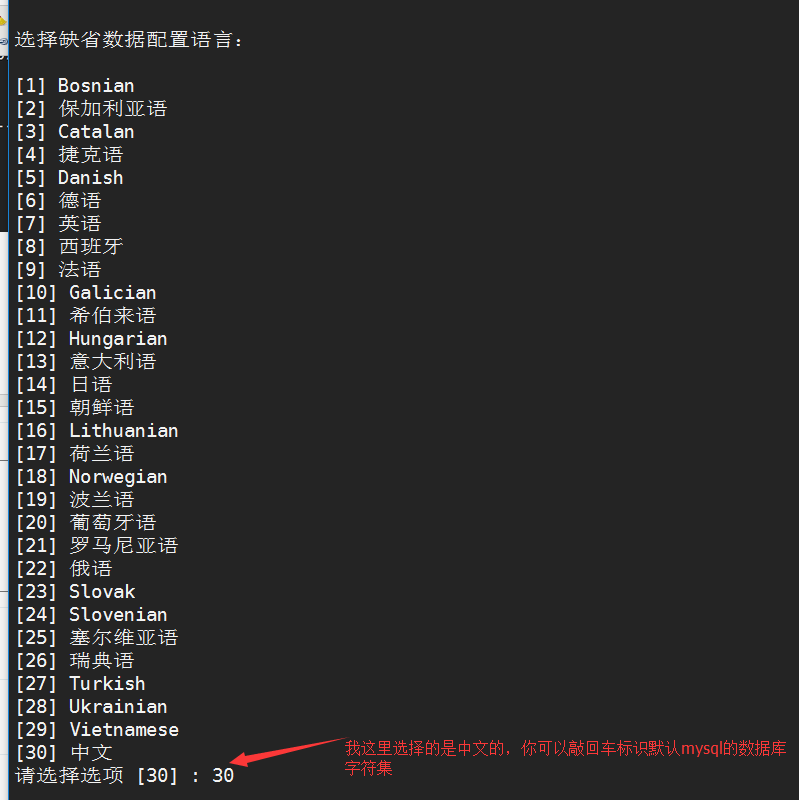 选择缺省数据配置语言:
[1] Bosnian
[2] 保加利亚语
[3] Catalan
[4] 捷克语
[5] Danish
[6] 德语
[7] 英语
[8] 西班牙
[9] 法语
[10] Galician
[11] 希伯来语
[12] Hungarian
[13] 意大利语
[14] 日语
[15] 朝鲜语
[16] Lithuanian
[17] 荷兰语
[18] Norwegian
[19] 波兰语
[20] 葡萄牙语
[21] 罗马尼亚语
[22] 俄语
[23] Slovak
[24] Slovenian
[25] 塞尔维亚语
[26] 瑞典语
[27] Turkish
[28] Ukrainian
[29] Vietnamese
[30] 中文
请选择选项 [30] : 30
我这里选择的是中文的，你可以敲回车标识默认mysql的数据库
字符集